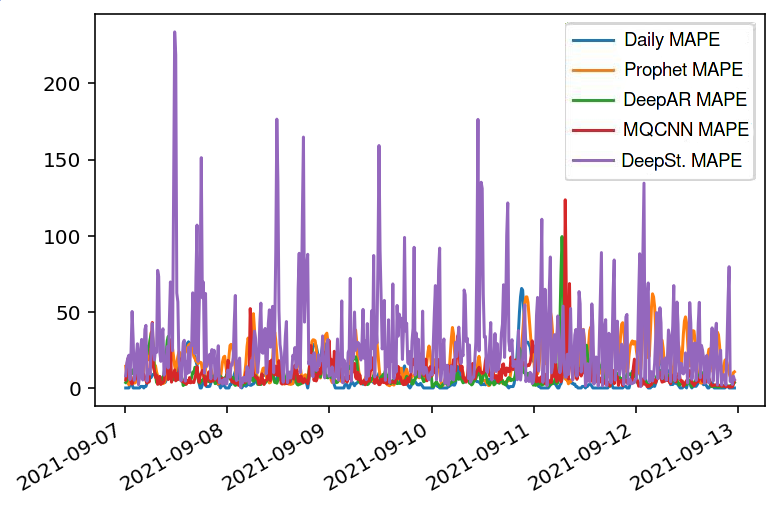 Daily MAPE
Prophet MAPE
DeepAR MAPE
MQCNN MAPE
DeepSt. MAPE
200
150
100
50
0
2021-09-07
2021-09-08
2021-09-09
2021-09-10
2021-09-11
2021-09-12
2021-09-13